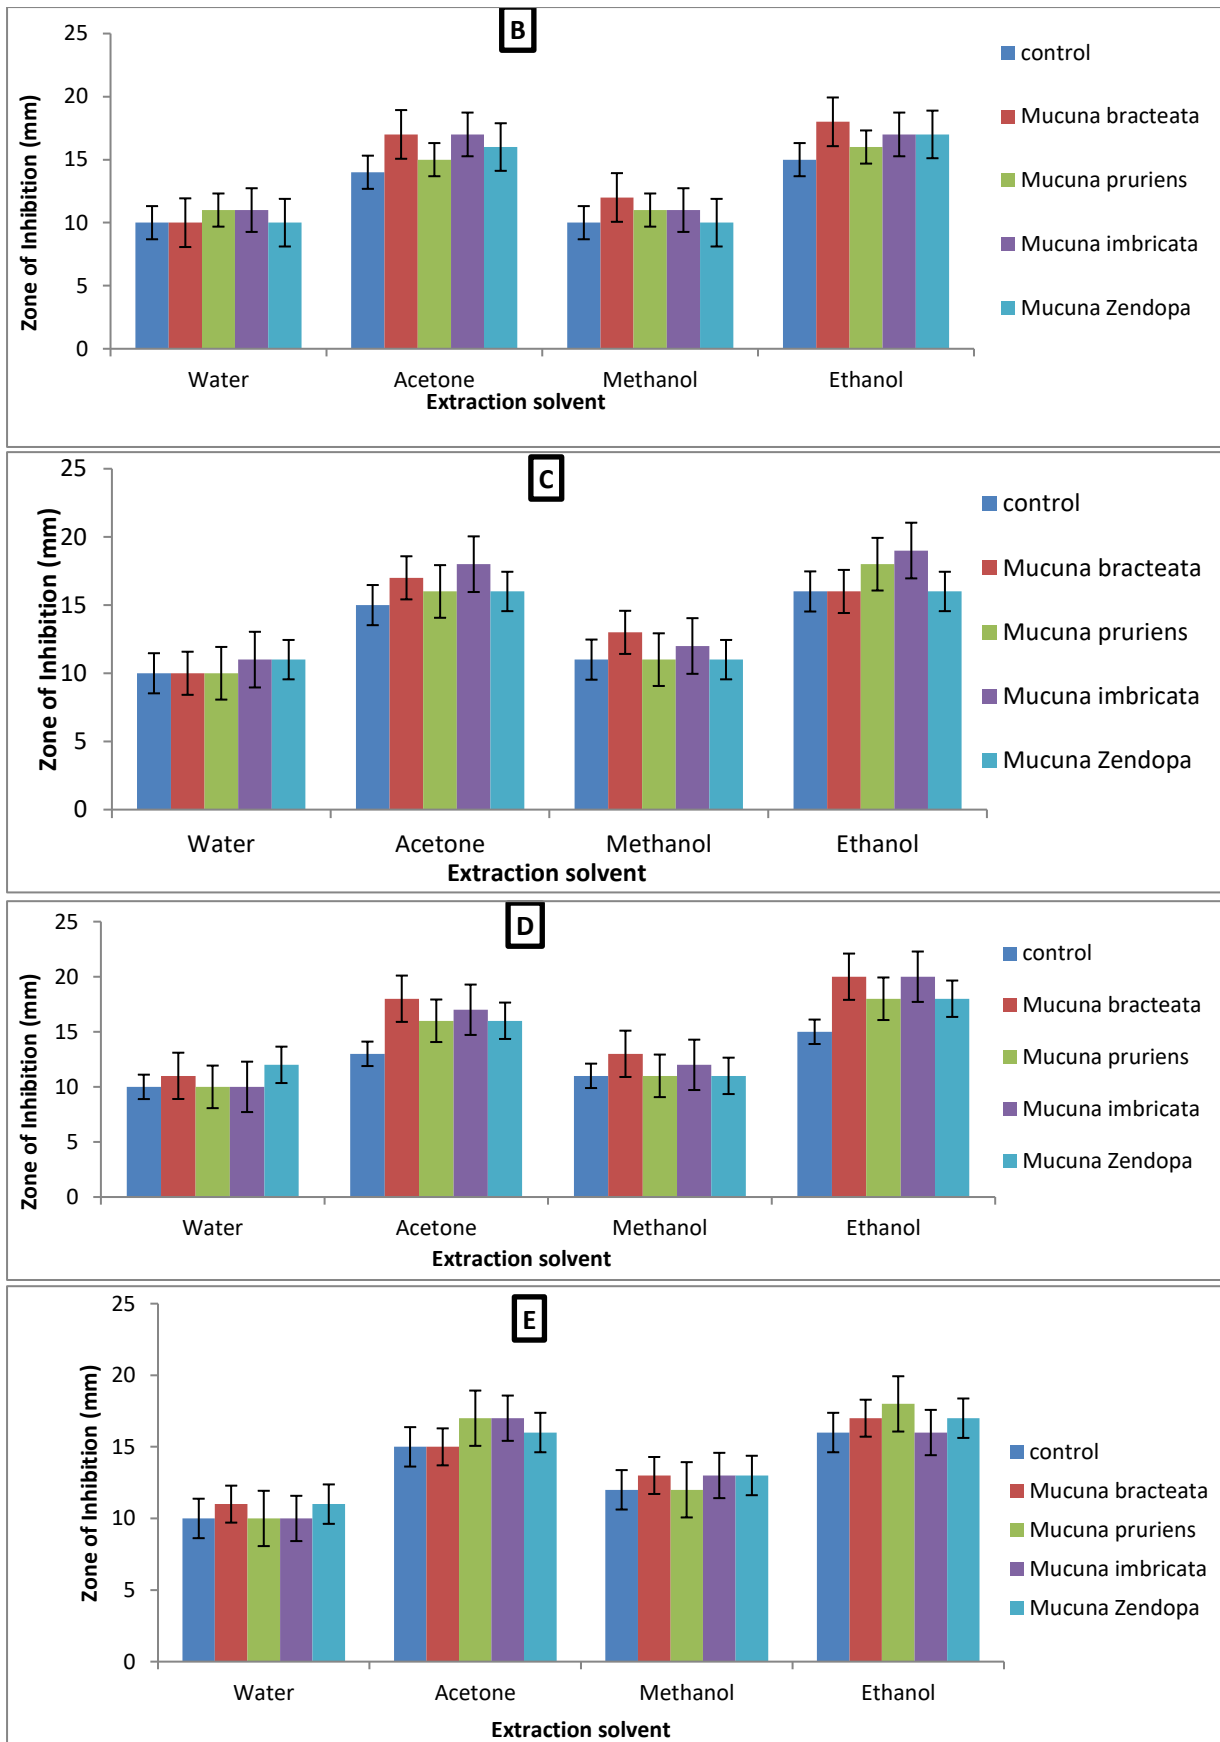 B
25
20
15
10
5
0
Zone of Inhibition (mm)
Water Acetone Methanol Ethanol
Extraction solvent
control
Mucuna bracteata
Mucuna pruriens
Mucuna imbricata
Mucuna Zendopa
C
25
20
15
10
5
0
Zone of Inhibition (mm)
Water Acetone Methanol Ethanol
Extraction solvent
control
Mucuna bracteata
Mucuna pruriens
Mucuna imbricata
Mucuna Zendopa
D
25
20
15
10
5
0
Zone of Inhibition (mm)
Water Acetone Methanol Ethanol
Extraction solvent
control
Mucuna bracteata
Mucuna pruriens
Mucuna imbricata
Mucuna Zendopa
E
25
20
15
10
5
0
Zone of Inhibition (mm)
Water Acetone Methanol Ethanol
Extraction solvent
control
Mucuna bracteata
Mucuna pruriens
Mucuna imbricata
Mucuna Zendopa